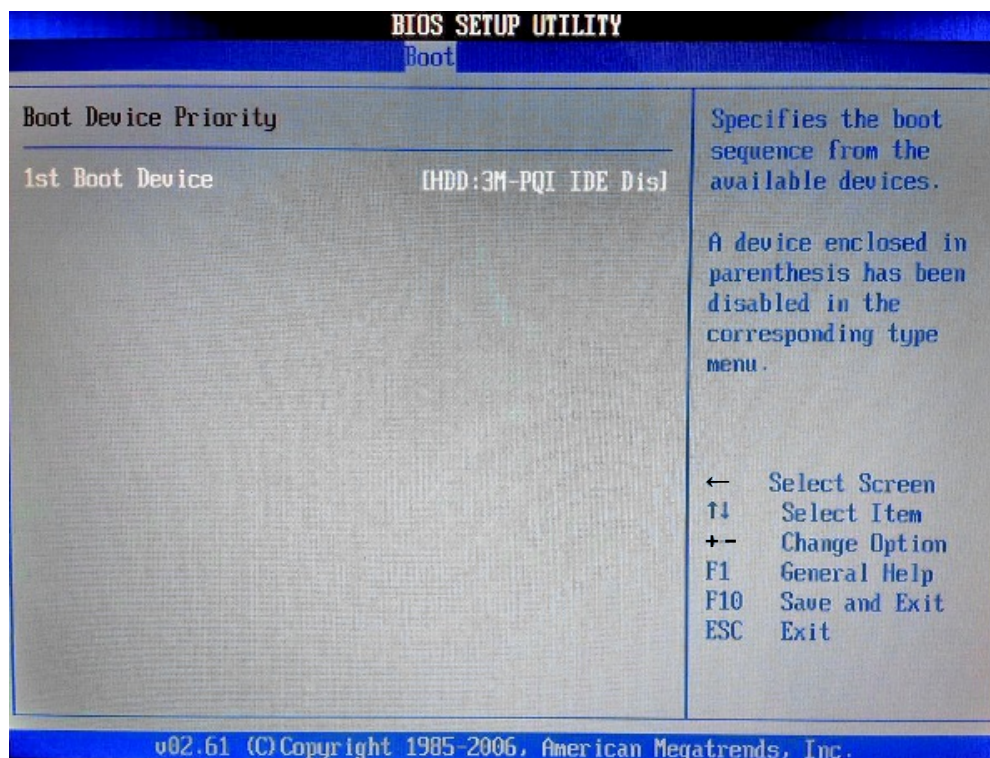 BIOS SETUP UTILITY
Boot
Boot Device Priority
1st Boot Device [HDD:3M-PQI IDE Dis]
Specifies the boot
sequence from the
available devices.
A device enclosed in
parenthesis has been
disabled in the
corresponding type
menu.
← Select Screen
↑↓ Select Item
+- Change Option
F1 General Help
F10 Save and Exit
ESC Exit
v02.61 (C)Copyright 1985-2006, American Megatrends, Inc.